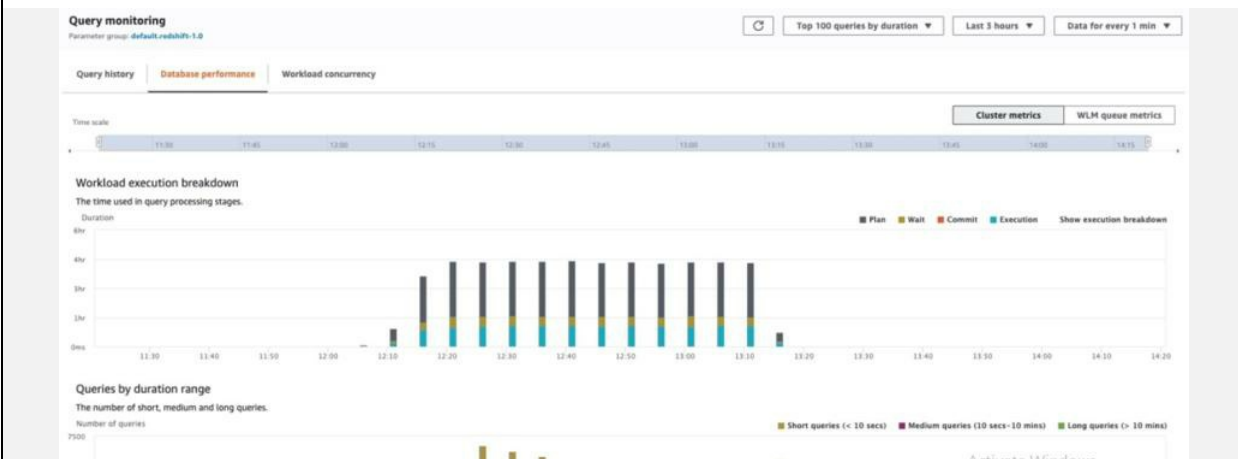 Query monitoring
Top 100 queries by duration ▼ Last 3 hours ▼ Data for every 1 min ▼
Parameter group: default.redshift-1.0
Query history Database performance Workload concurrency
Cluster metrics WLM queue metrics
Time scale
11:30 11:45 12:00 12:15 12:30 12:45 13:00 13:15 13:30 13:45 14:00 14:15
Workload execution breakdown
The time used in query processing stages.
Duration
Plan Wait Commit Execution Show execution breakdown
6hr
4hr
3hr
1hr
0ms
11:30 11:40 11:50 12:00 12:10 12:20 12:30 12:40 12:50 13:00 13:10 13:20 13:30 13:40 13:50 14:00 14:10 14:20
Queries by duration range
The number of short, medium and long queries.
Number of queries
Short queries (< 10 secs) Medium queries (10 secs-10 mins) Long queries (> 10 mins)
7500